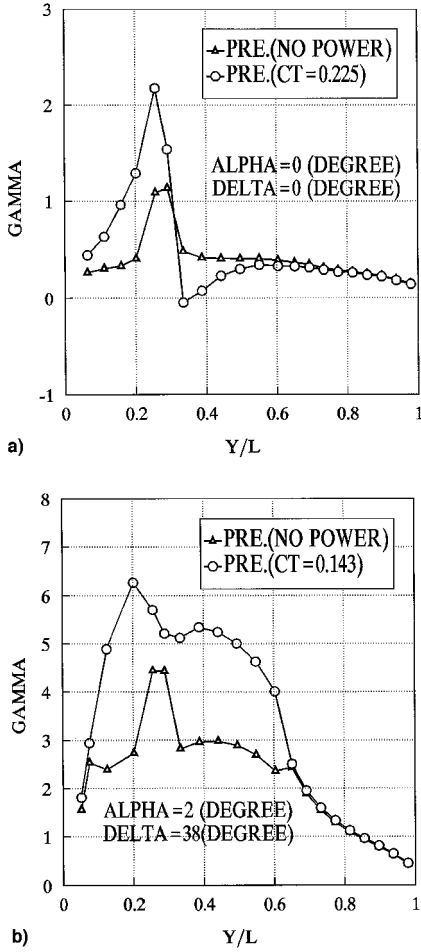 3
PRE.(NO POWER)
PRE.(CT=0.225)
2
ALPHA=0 (DEGREE)
DELTA=0 (DEGREE)
1
GAMMA
0
-1
0 0.2 0.4 0.6 0.8 1
Y/L
a)
8
PRE.(NO POWER)
PRE.(CT=0.143)
7
6
5
4
GAMMA
3
2
ALPHA=2 (DEGREE)
DELTA=38(DEGREE)
1
0
0 0.2 0.4 0.6 0.8 1
Y/L
b)